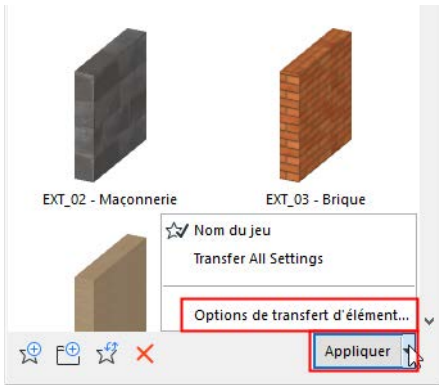 EXT_02 - Maçonnerie
EXT_03 - Brique
Nom du jeu
Transfer All Settings
Options de transfert d'élément...
Appliquer